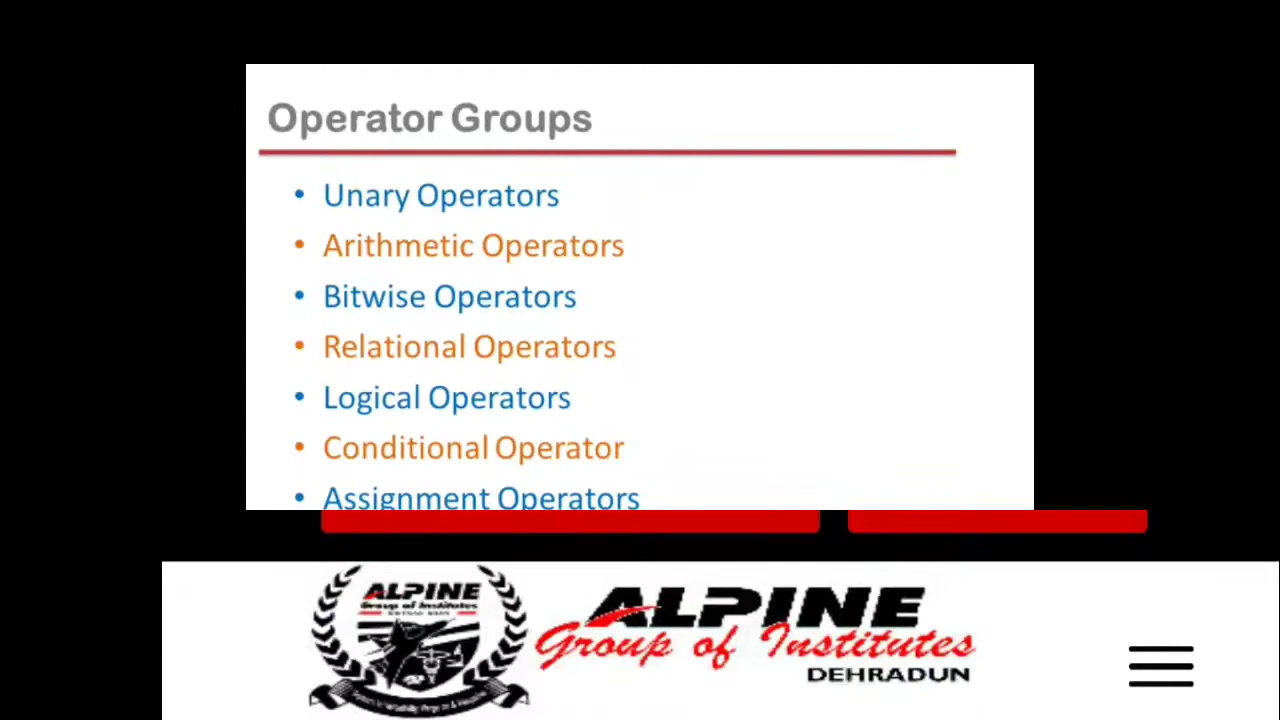 Operator Groups
• Unary Operators
• Arithmetic Operators
• Bitwise Operators
• Relational Operators
• Logical Operators
• Conditional Operator
• Assignment Operators
ALPINE
Group of Institutes
ALPINE
Group of Institutes
DEHRADUN